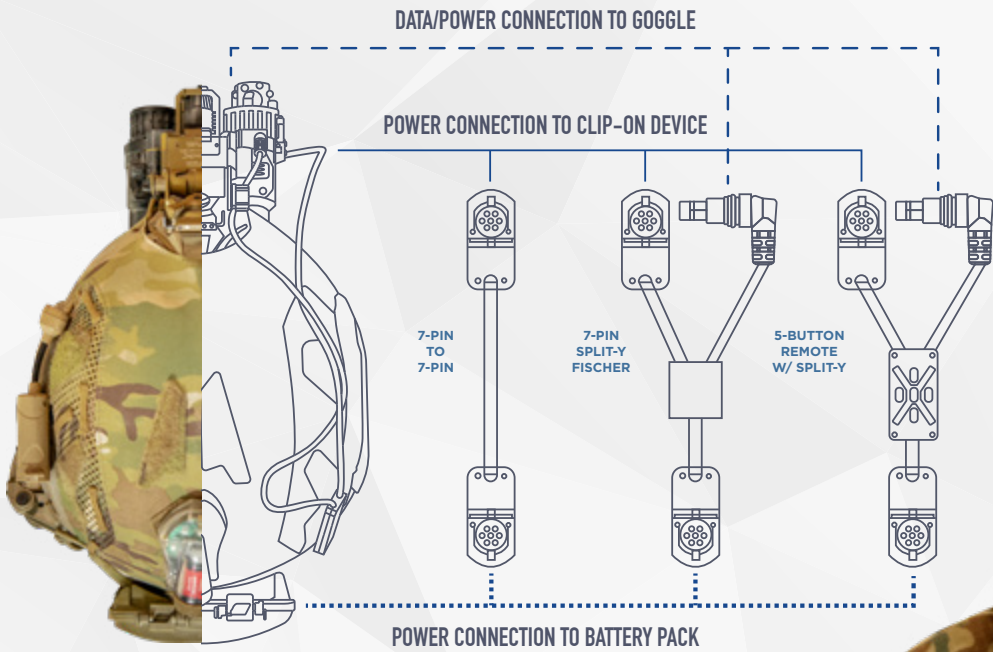 DATA/POWER CONNECTION TO GOGGLE
POWER CONNECTION TO CLIP-ON DEVICE
7-PIN
TO
7-PIN
7-PIN
SPLIT-Y
FISCHER
5-BUTTON
REMOTE
W/ SPLIT-Y
POWER CONNECTION TO BATTERY PACK